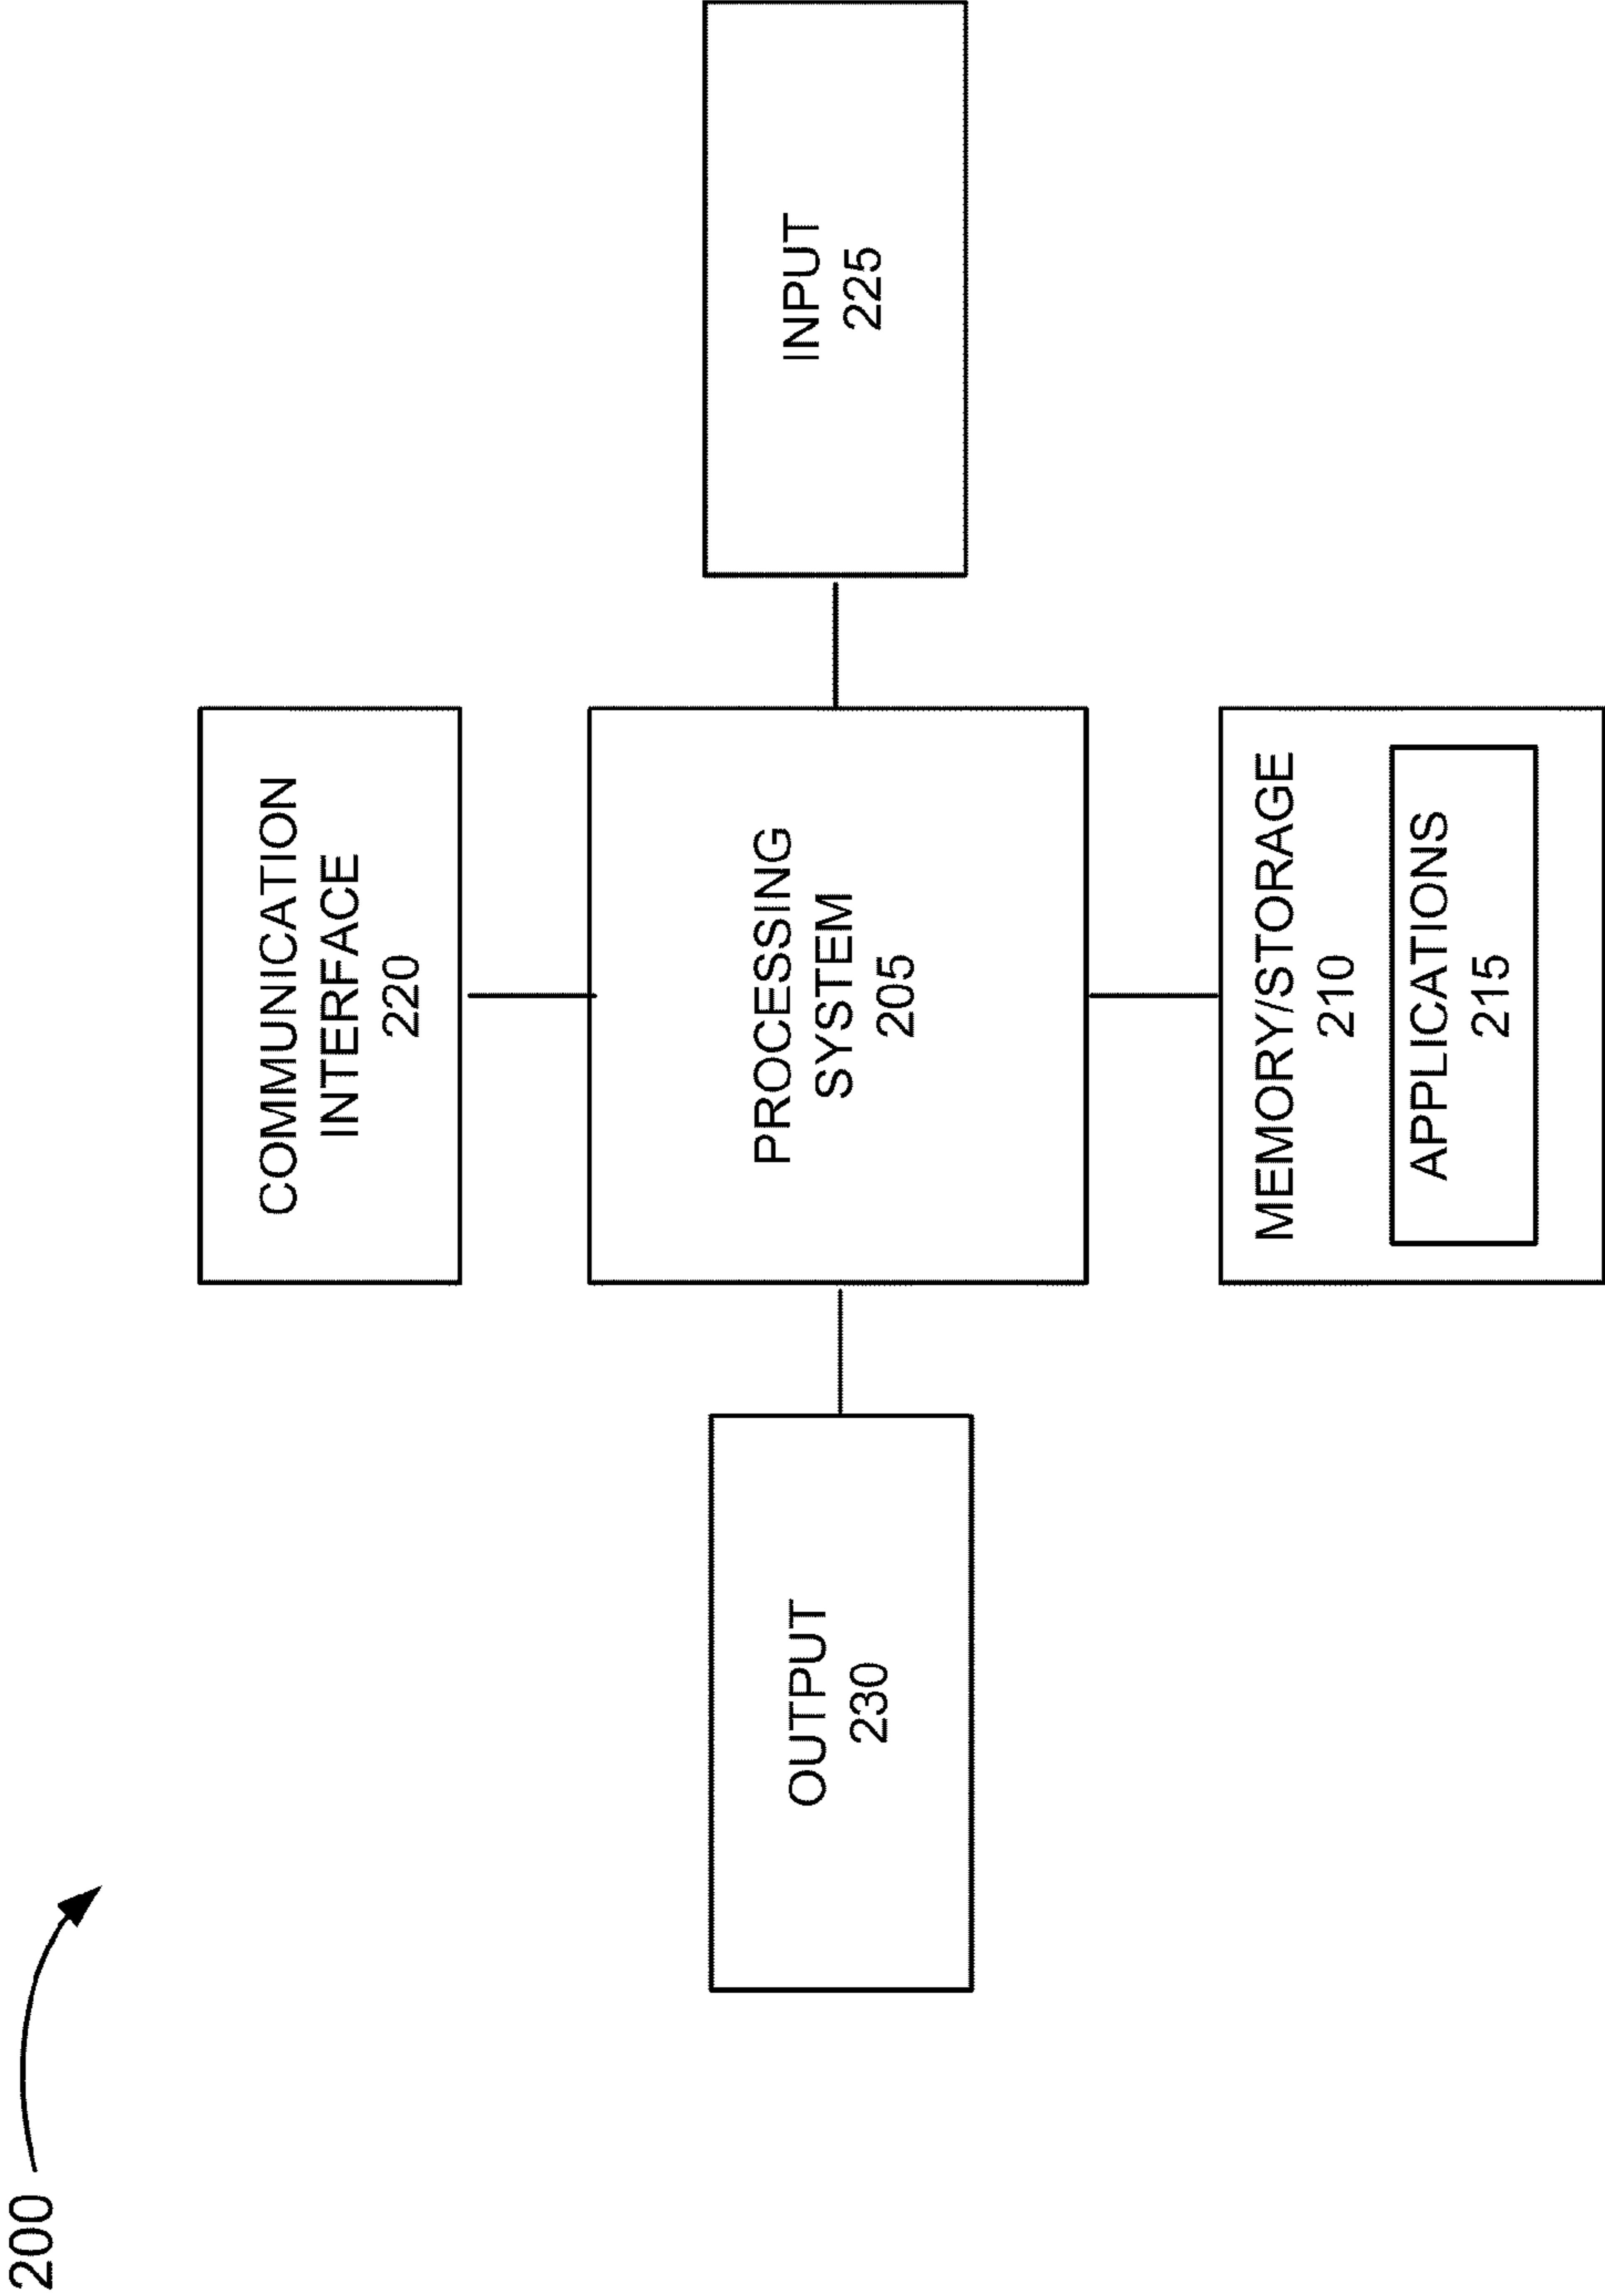 200
COMMUNICATION
INTERFACE
220
OUTPUT
230
PROCESSING
SYSTEM
205
INPUT
225
MEMORY/STORAGE
210
APPLICATIONS
215